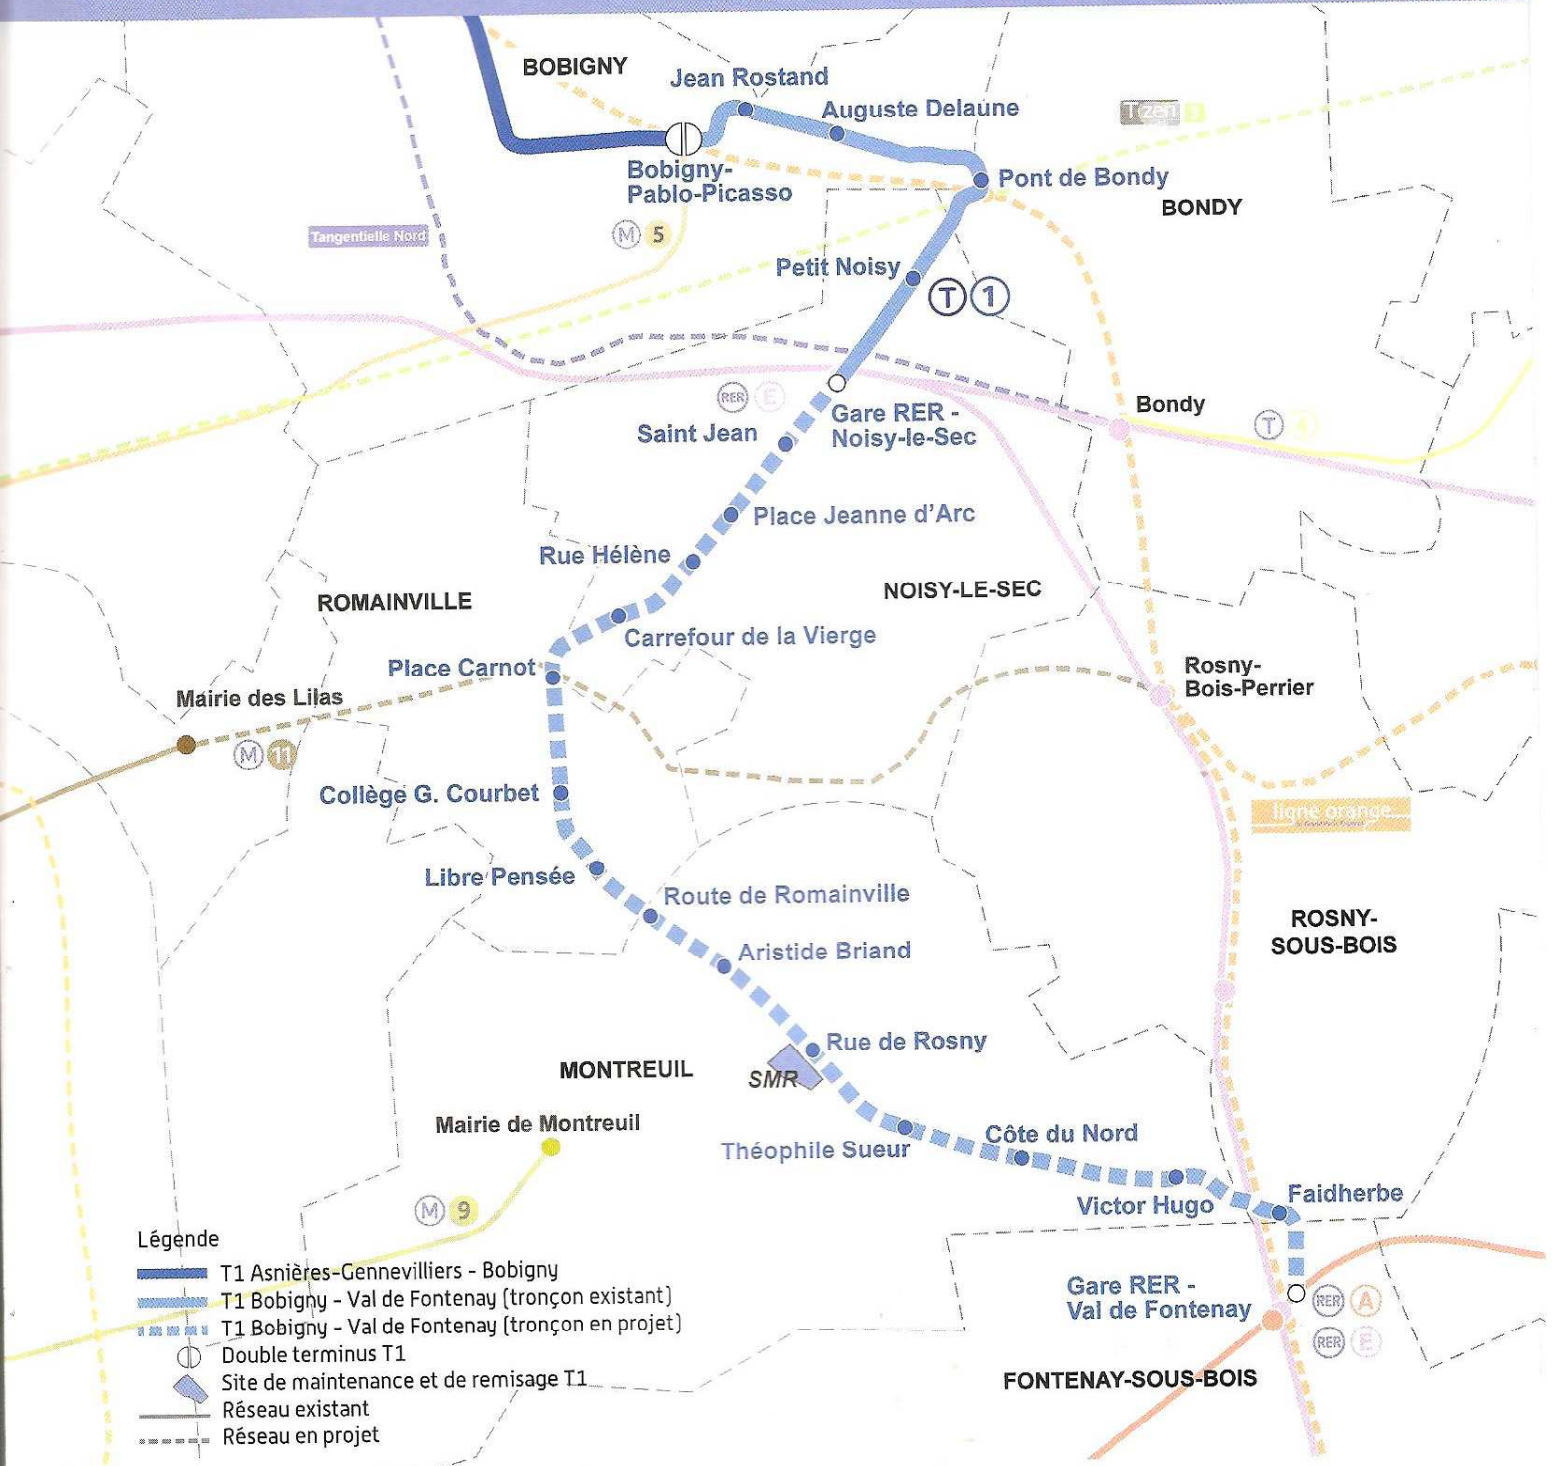 BOBIGNY
Jean Rostand
Auguste Delaune
Tzen 3
Bobigny-
Pablo-Picasso
Pont de Bondy
BONDY
Tangentielle Nord
M 5
Petit Noisy
T 1
RER E
Gare RER -
Noisy-le-Sec
Bondy
T 4
Saint Jean
Place Jeanne d'Arc
Rue Hélène
ROMAINVILLE
NOISY-LE-SEC
Carrefour de la Vierge
Place Carnot
Rosny-
Bois-Perrier
Mairie des Lilas
M 11
Collège G. Courbet
ligne orange
Libre Pensée
Route de Romainville
ROSNY-
SOUS-BOIS
Aristide Briand
Rue de Rosny
MONTREUIL
SMR
Mairie de Montreuil
Théophile Sueur
Côte du Nord
Victor Hugo
Faidherbe
M 9
Gare RER -
Val de Fontenay
RER A
RER E
FONTENAY-SOUS-BOIS
Légende
T1 Asnières-Gennevilliers - Bobigny
T1 Bobigny - Val de Fontenay (tronçon existant)
T1 Bobigny - Val de Fontenay (tronçon en projet)
Double terminus T1
Site de maintenance et de remisage T1
Réseau existant
Réseau en projet